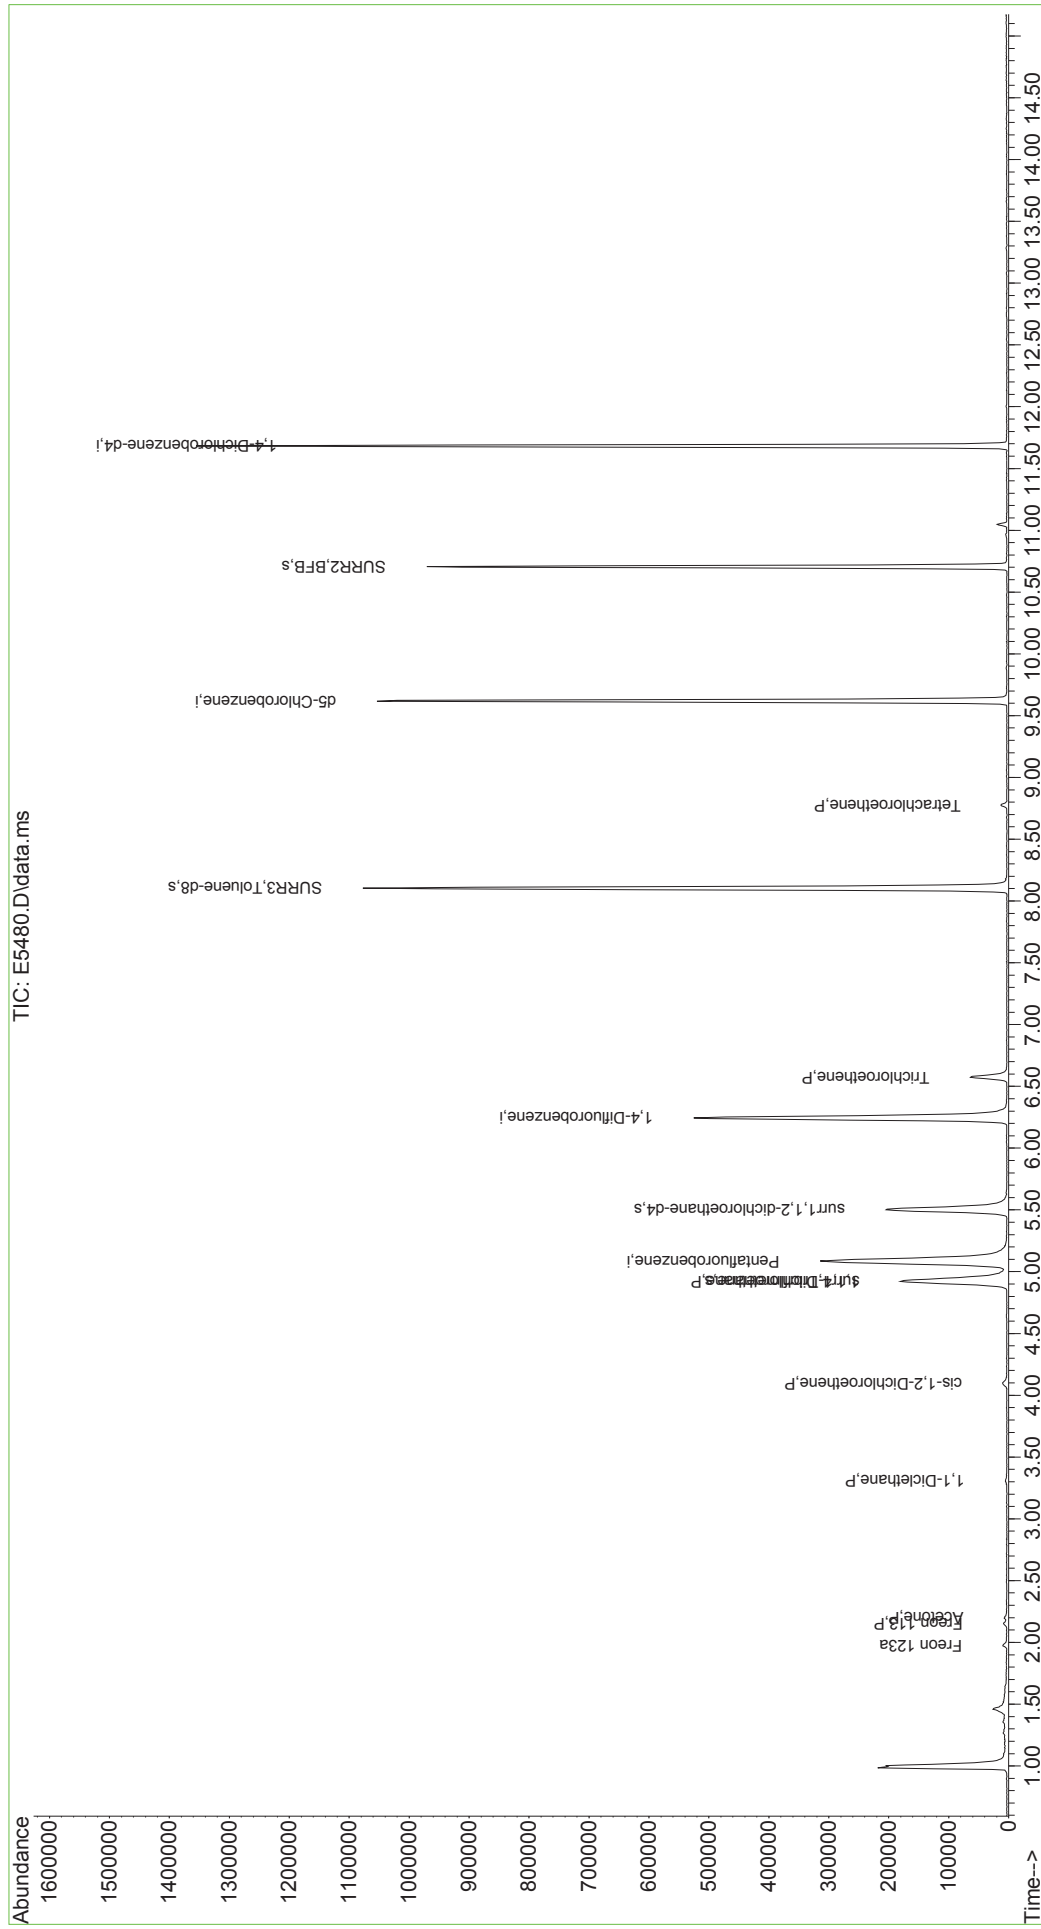 Abundance
TIC: E5480.D\data.ms
1600000
1500000
1400000
1300000
1200000
1100000
1000000
900000
800000
700000
600000
500000
400000
300000
200000
100000
0
Freon 123a
Freon 113,P
Acetone,P
1,1-Diclethane,P
cis-1,2-Dichloroethene,P
Pentafluorobenzene,i
surr1,1,2-dichloroethane-d4,s
1,4-Difluorobenzene,i
Trichloroethene,P
SURR3,Toluene-d8,s
Tetrachloroethene,P
d5-Chlorobenzene,i
SURR2,BFB,s
1,4-Dichlorobenzene-d4,i
Time-->
1.00 1.50 2.00 2.50 3.00 3.50 4.00 4.50 5.00 5.50 6.00 6.50 7.00 7.50 8.00 8.50 9.00 9.50 10.00 10.50 11.00 11.50 12.00 12.50 13.00 13.50 14.00 14.50